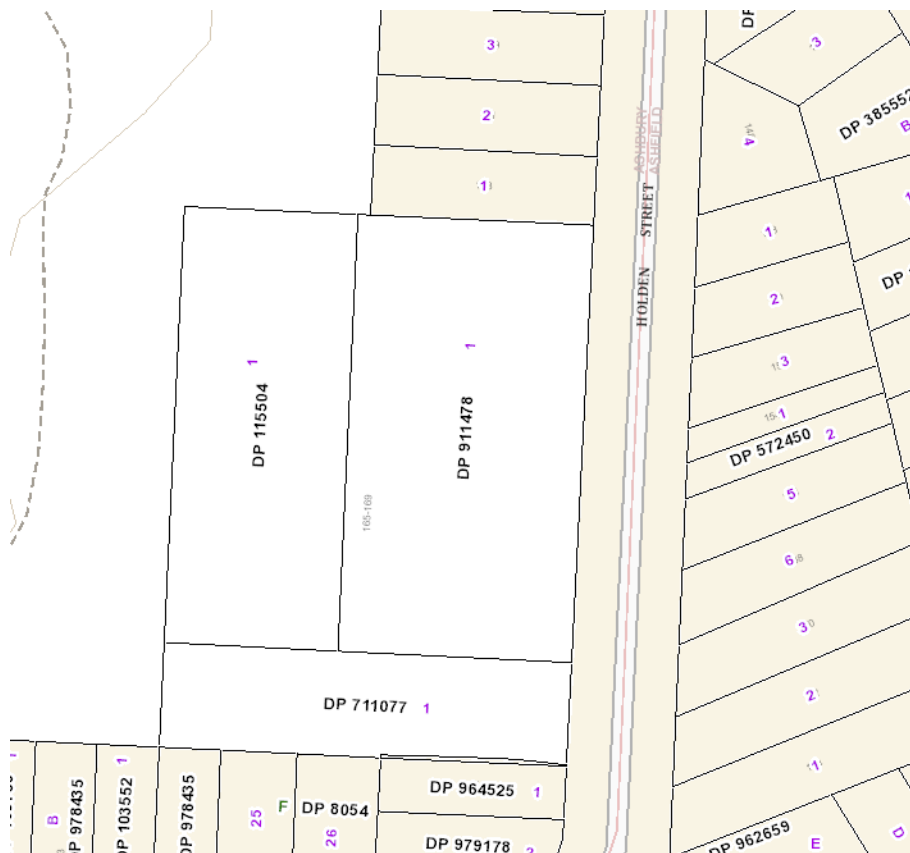 DP
3
3
2
1
DP 385552
B
4
ASHBURY
ASHFIELD
HOLDEN STREET
1
1
2
DP
3
1
DP 572450 2
5
6
3
2
1
1
DP 115504
1
DP 911478
165-169
DP 711077 1
B
DP 978435
1
DP 103552
DP 978435
25
F
DP 8054
26
DP 964525 1
DP 979178 2
DP 962659
E
D